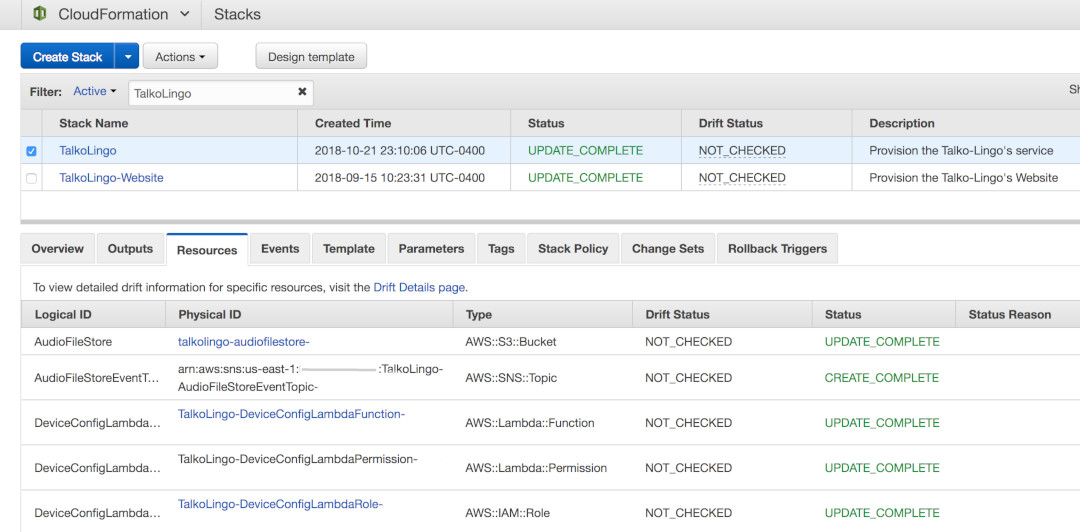 CloudFormation Stacks
Create Stack Actions Design template
Filter: Active TalkoLingo
Stack Name Created Time Status Drift Status Description
TalkoLingo 2018-10-21 23:10:06 UTC-0400 UPDATE_COMPLETE NOT_CHECKED Provision the Talko-Lingo's service
TalkoLingo-Website 2018-09-15 10:23:31 UTC-0400 UPDATE_COMPLETE NOT_CHECKED Provision the Talko-Lingo's Website
Overview Outputs Resources Events Template Parameters Tags Stack Policy Change Sets Rollback Triggers
To view detailed drift information for specific resources, visit the Drift Details page.
Logical ID Physical ID Type Drift Status Status Status Reason
AudioFileStore talkolingo-audiofilestore- AWS::S3::Bucket NOT_CHECKED UPDATE_COMPLETE
AudioFileStoreEventT... arn:aws:sns:us-east-1: :TalkoLingo-
AudioFileStoreEventTopic- AWS::SNS::Topic NOT_CHECKED CREATE_COMPLETE
DeviceConfigLambda... TalkoLingo-DeviceConfigLambdaFunction- AWS::Lambda::Function NOT_CHECKED UPDATE_COMPLETE
DeviceConfigLambda... TalkoLingo-DeviceConfigLambdaPermission- AWS::Lambda::Permission NOT_CHECKED UPDATE_COMPLETE
DeviceConfigLambda... TalkoLingo-DeviceConfigLambdaRole- AWS::IAM::Role NOT_CHECKED UPDATE_COMPLETE